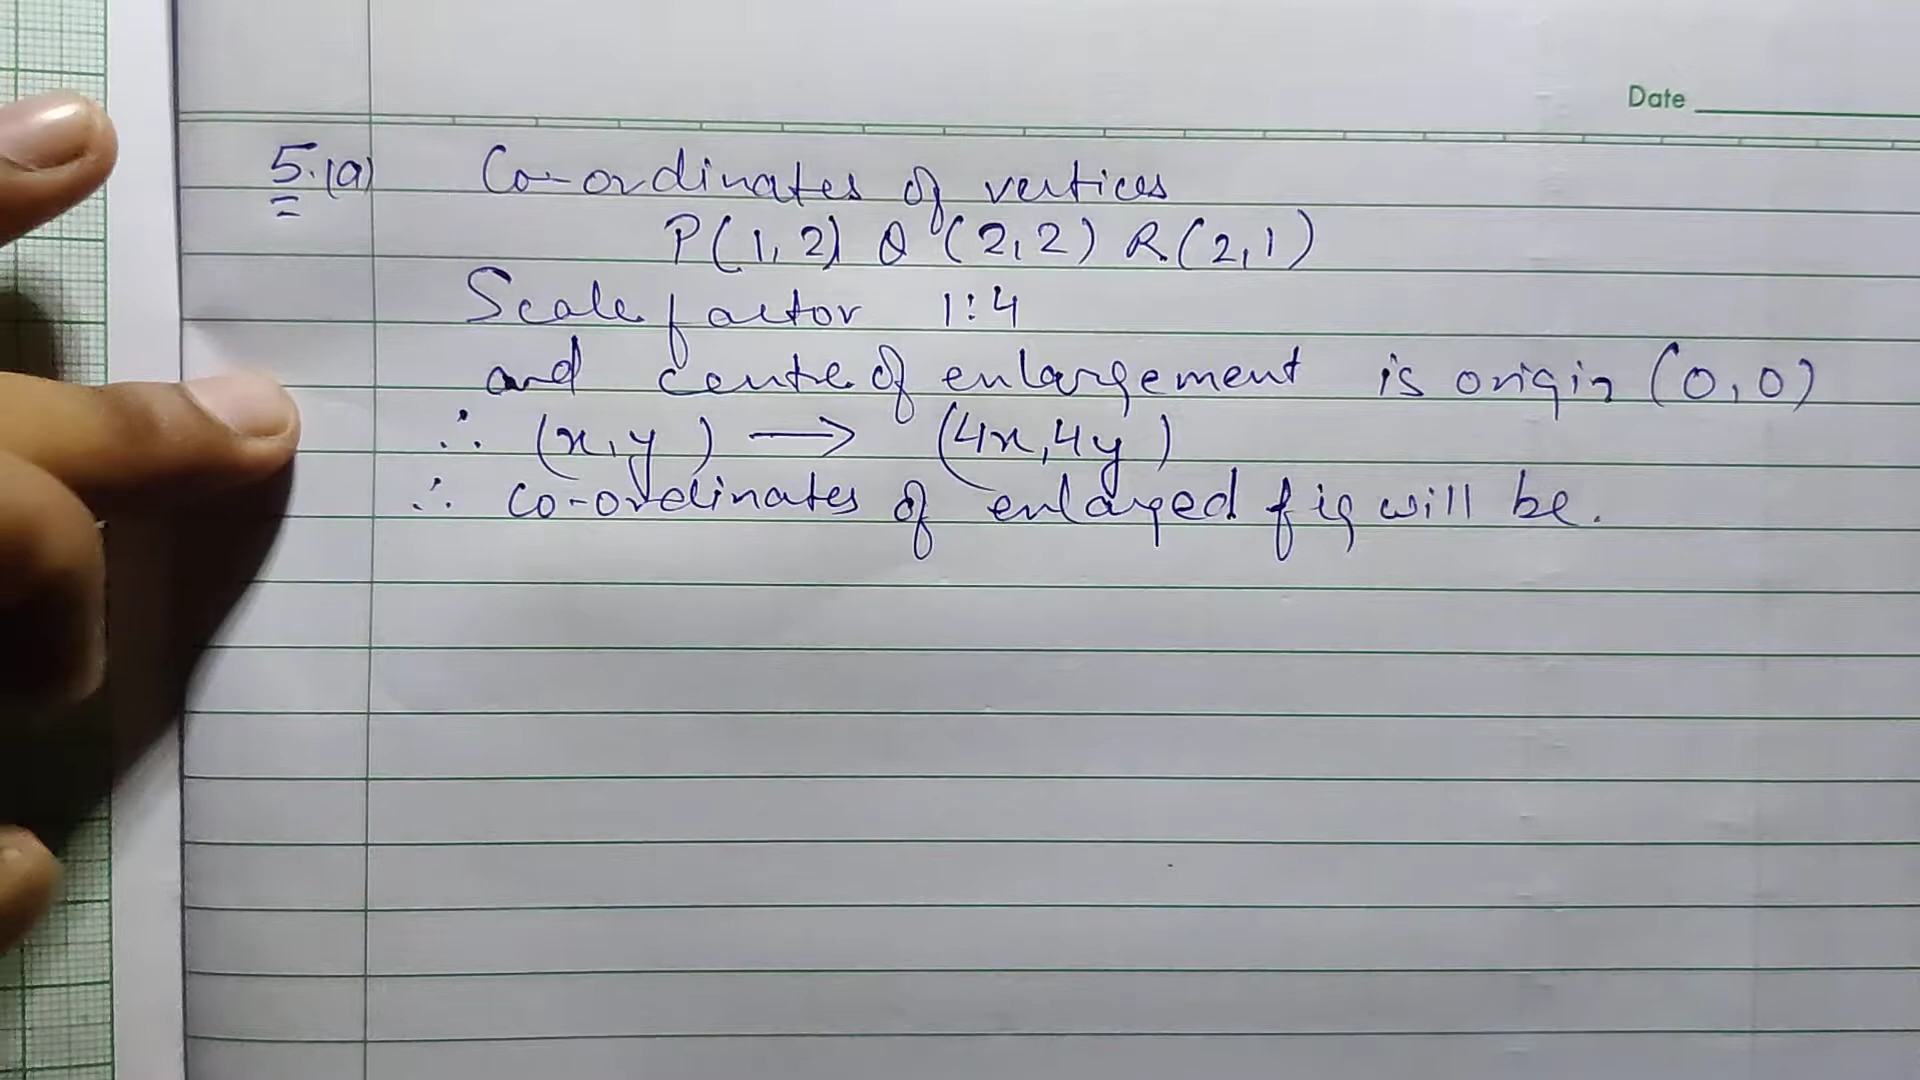 Date
5.(a) Co-ordinates of vertices
P(1,2) Q(2,2) R(2,1)
Scale factor 1:4
and centre of enlargement is origin (0,0)
∴ (x,y) ⟶ (4x,4y)
∴ co-ordinates of enlarged fig will be.